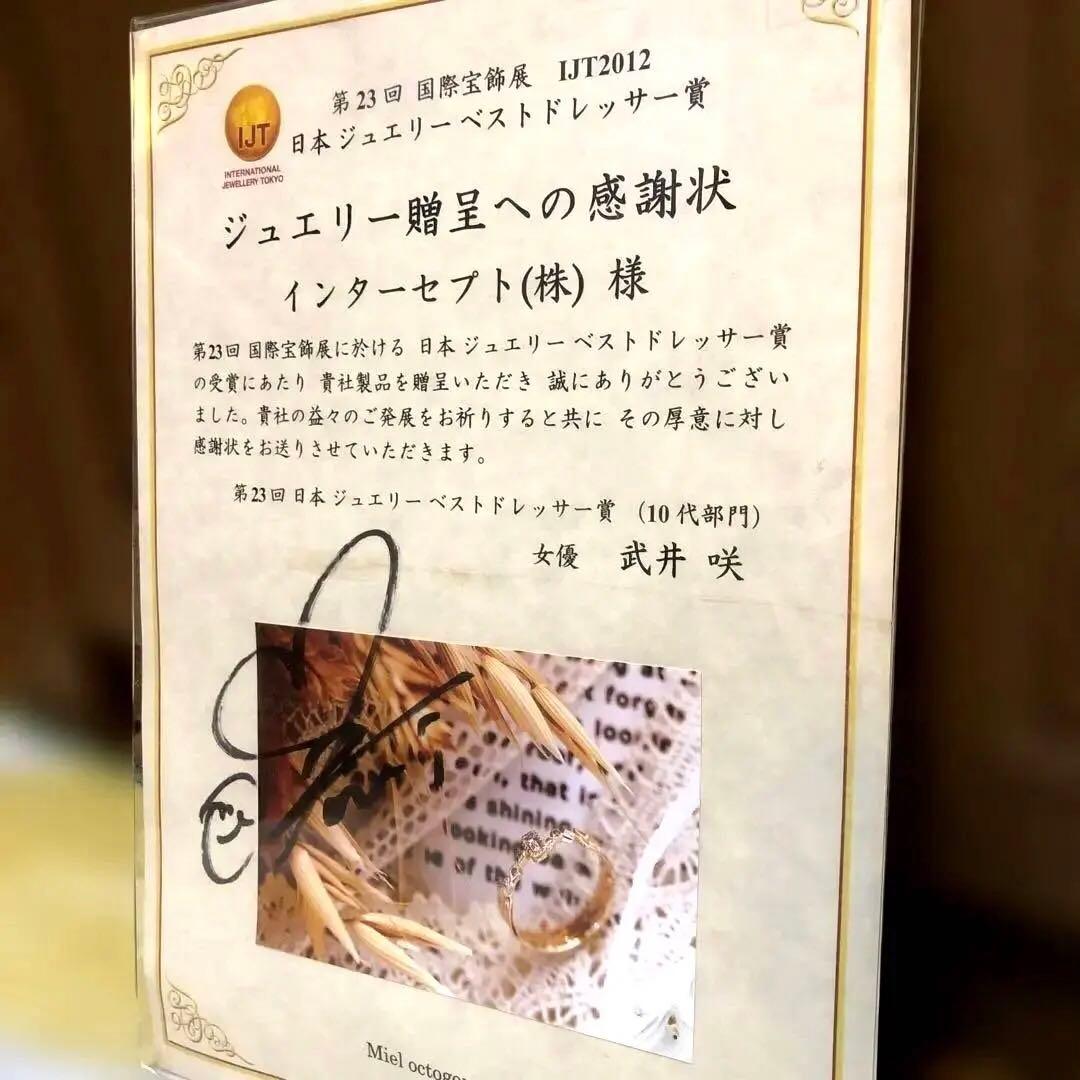 第23回 国際宝飾展 IJT2012
日本 ジュエリー ベストドレッサー賞
IJT
INTERNATIONAL
JEWELLERY TOKYO
ジュエリー贈呈への感謝状
インターセプト(株) 様
第23回 国際宝飾展に於ける 日本 ジュエリー ベストドレッサー賞
の受賞にあたり 貴社製品を贈呈いただき 誠にありがとうござい
ました。貴社の益々のご発展をお祈りすると共に その厚意に対し
感謝状をお送りさせていただきます。
第23回 日本 ジュエリー ベストドレッサー賞 (10代部門)
女優 武井 咲
at
forg
that
shining
looking
of the
Miel